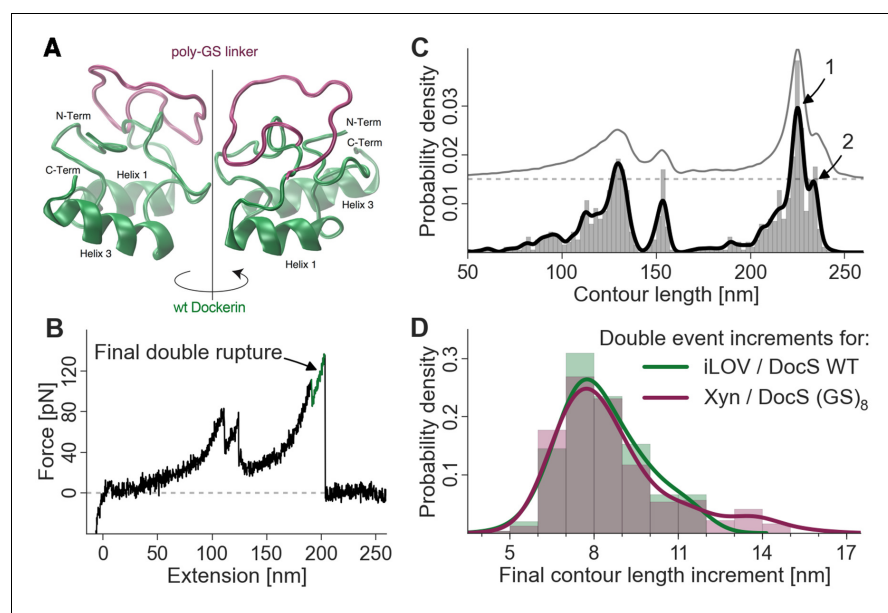 A
poly-GS linker
N-Term
C-Term
Helix 1
Helix 3
N-Term
C-Term
Helix 3
Helix 1
wt Dockerin
B
Final double rupture
Force [pN]
120
80
40
0
0 50 100 150 200 250
Extension [nm]
C
1
2
Probability density
0.03
0.02
0.01
50 100 150 200 250
Contour length [nm]
D
Double event increments for:
iLOV / DocS WT
Xyn / DocS (GS)8
Probability density
0.3
0.2
0.1
5 8 11 14 17
Final contour length increment [nm]